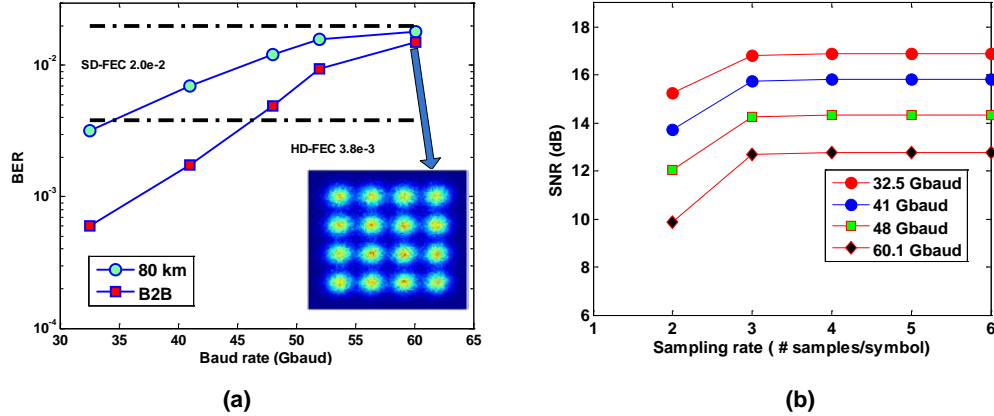 10⁻²
10⁻³
10⁻⁴
BER
SD-FEC 2.0e-2
HD-FEC 3.8e-3
80 km
B2B
30 35 40 45 50 55 60 65
Baud rate (Gbaud)
(a)
18
16
14
12
10
8
6
SNR (dB)
32.5 Gbaud
41 Gbaud
48 Gbaud
60.1 Gbaud
1 2 3 4 5 6
Sampling rate ( # samples/symbol)
(b)